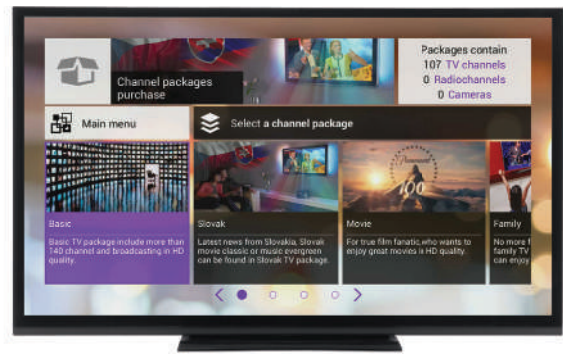 Channel packages
purchase
Packages contain
107 TV channels
0 Radiochannels
0 Cameras
Main menu
Select a channel package
Paramount
100
Basic
Basic TV package include more than
140 channel and broadcasting in HD
quality.
Slovak
Latest news from Slovakia, Slovak
movie classic or music evergreen
can be found in Slovak TV package.
Movie
For true film fanatic,who wants to
enjoy great movies in HD quality.
Family
No more f
family TV
can enjoy